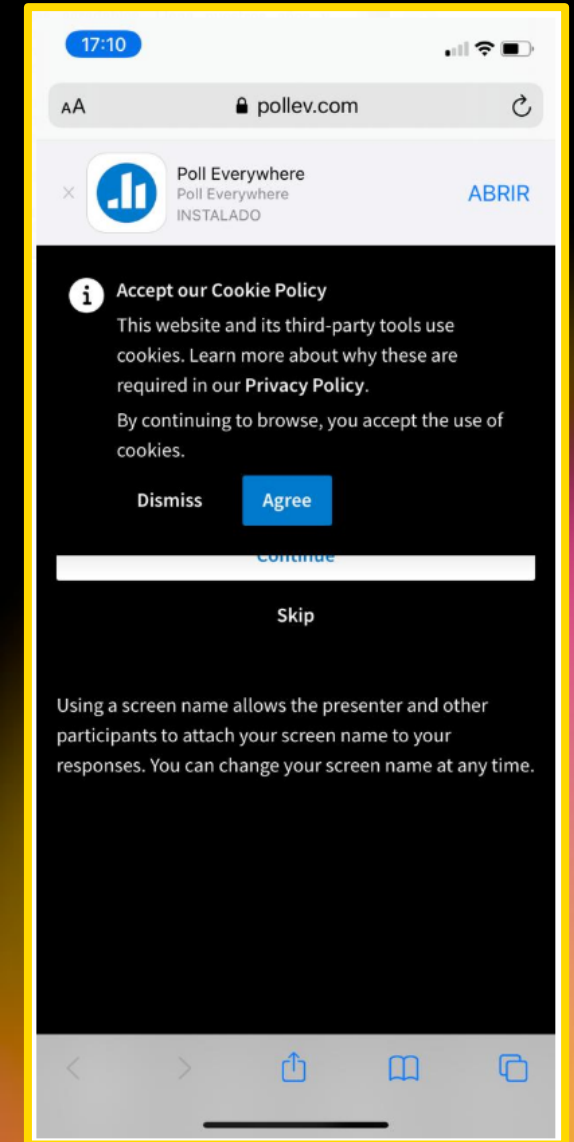 17:10
AA
pollev.com
Poll Everywhere
Poll Everywhere
INSTALADO
ABRIR
Accept our Cookie Policy
This website and its third-party tools use
cookies. Learn more about why these are
required in our Privacy Policy.
By continuing to browse, you accept the use of
cookies.
Dismiss
Agree
Continue
Skip
Using a screen name allows the presenter and other
participants to attach your screen name to your
responses. You can change your screen name at any time.